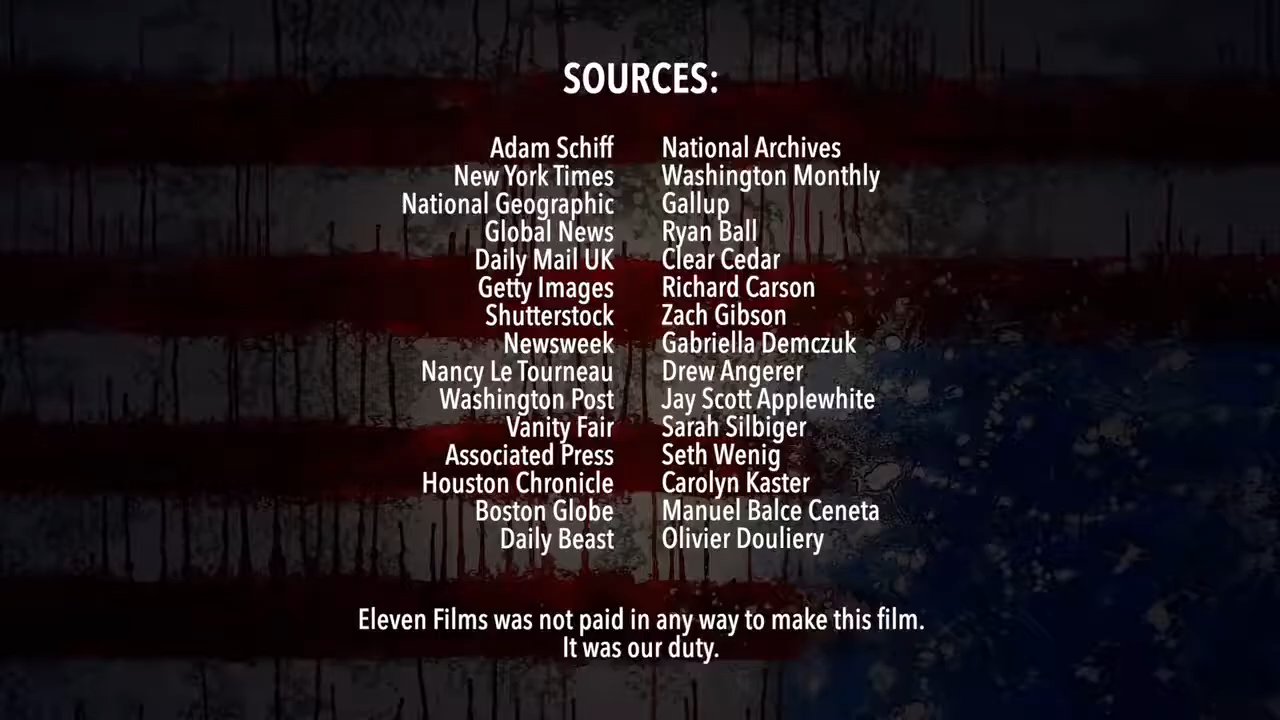 SOURCES:
Adam Schiff
New York Times
National Geographic
Global News
Daily Mail UK
Getty Images
Shutterstock
Newsweek
Nancy Le Tourneau
Washington Post
Vanity Fair
Associated Press
Houston Chronicle
Boston Globe
Daily Beast
National Archives
Washington Monthly
Gallup
Ryan Ball
Clear Cedar
Richard Carson
Zach Gibson
Gabriella Demczuk
Drew Angerer
Jay Scott Applewhite
Sarah Silbiger
Seth Wenig
Carolyn Kaster
Manuel Balce Ceneta
Olivier Douliery
Eleven Films was not paid in any way to make this film.
It was our duty.